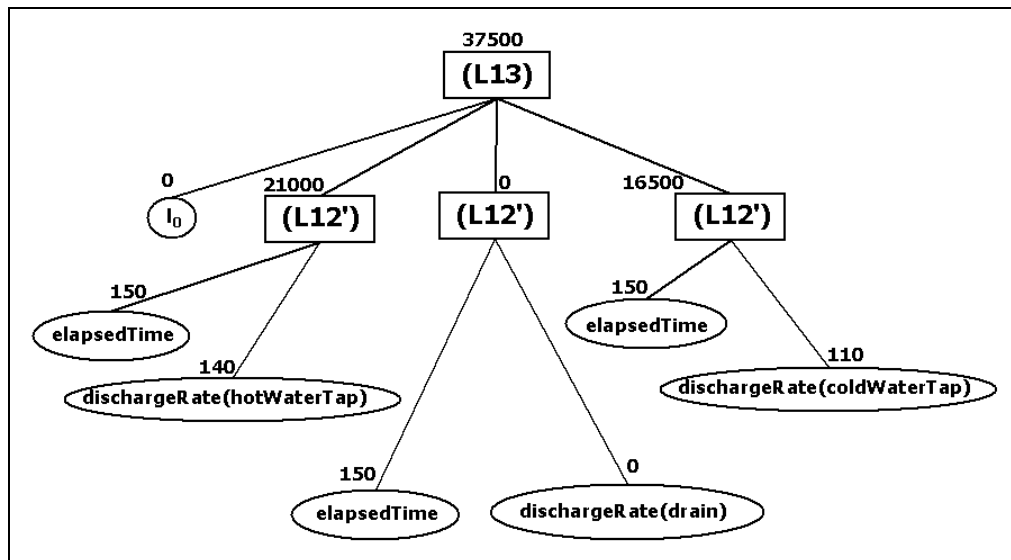 37500
(L13)
0
21000
0
16500
I0
(L12')
(L12')
(L12')
150
150
elapsedTime
elapsedTime
140
110
dischargeRate(hotWaterTap)
dischargeRate(coldWaterTap)
150
0
elapsedTime
dischargeRate(drain)